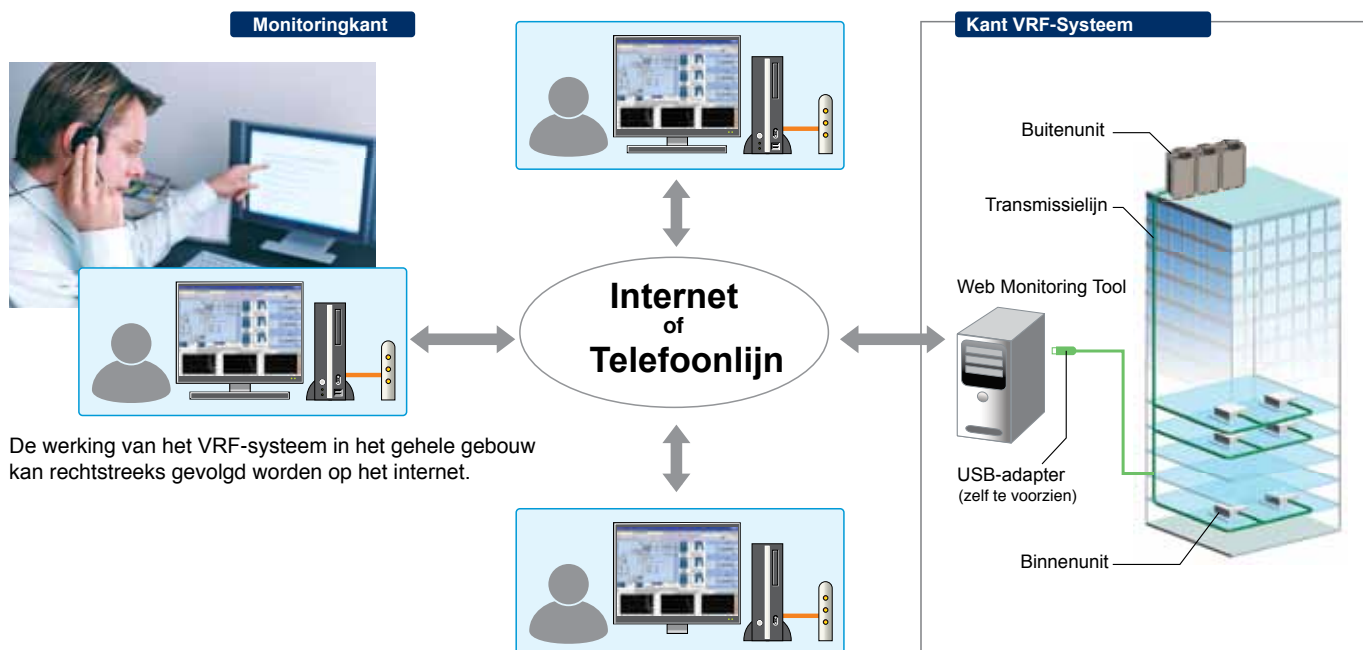 Monitoringkant
Kant VRF-Systeem
Buitenunit
Transmissielijn
Web Monitoring Tool
Internet
of
Telefoonlijn
De werking van het VRF-systeem in het gehele gebouw
kan rechtstreeks gevolgd worden op het internet.
USB-adapter
(zelf te voorzien)
Binnenunit